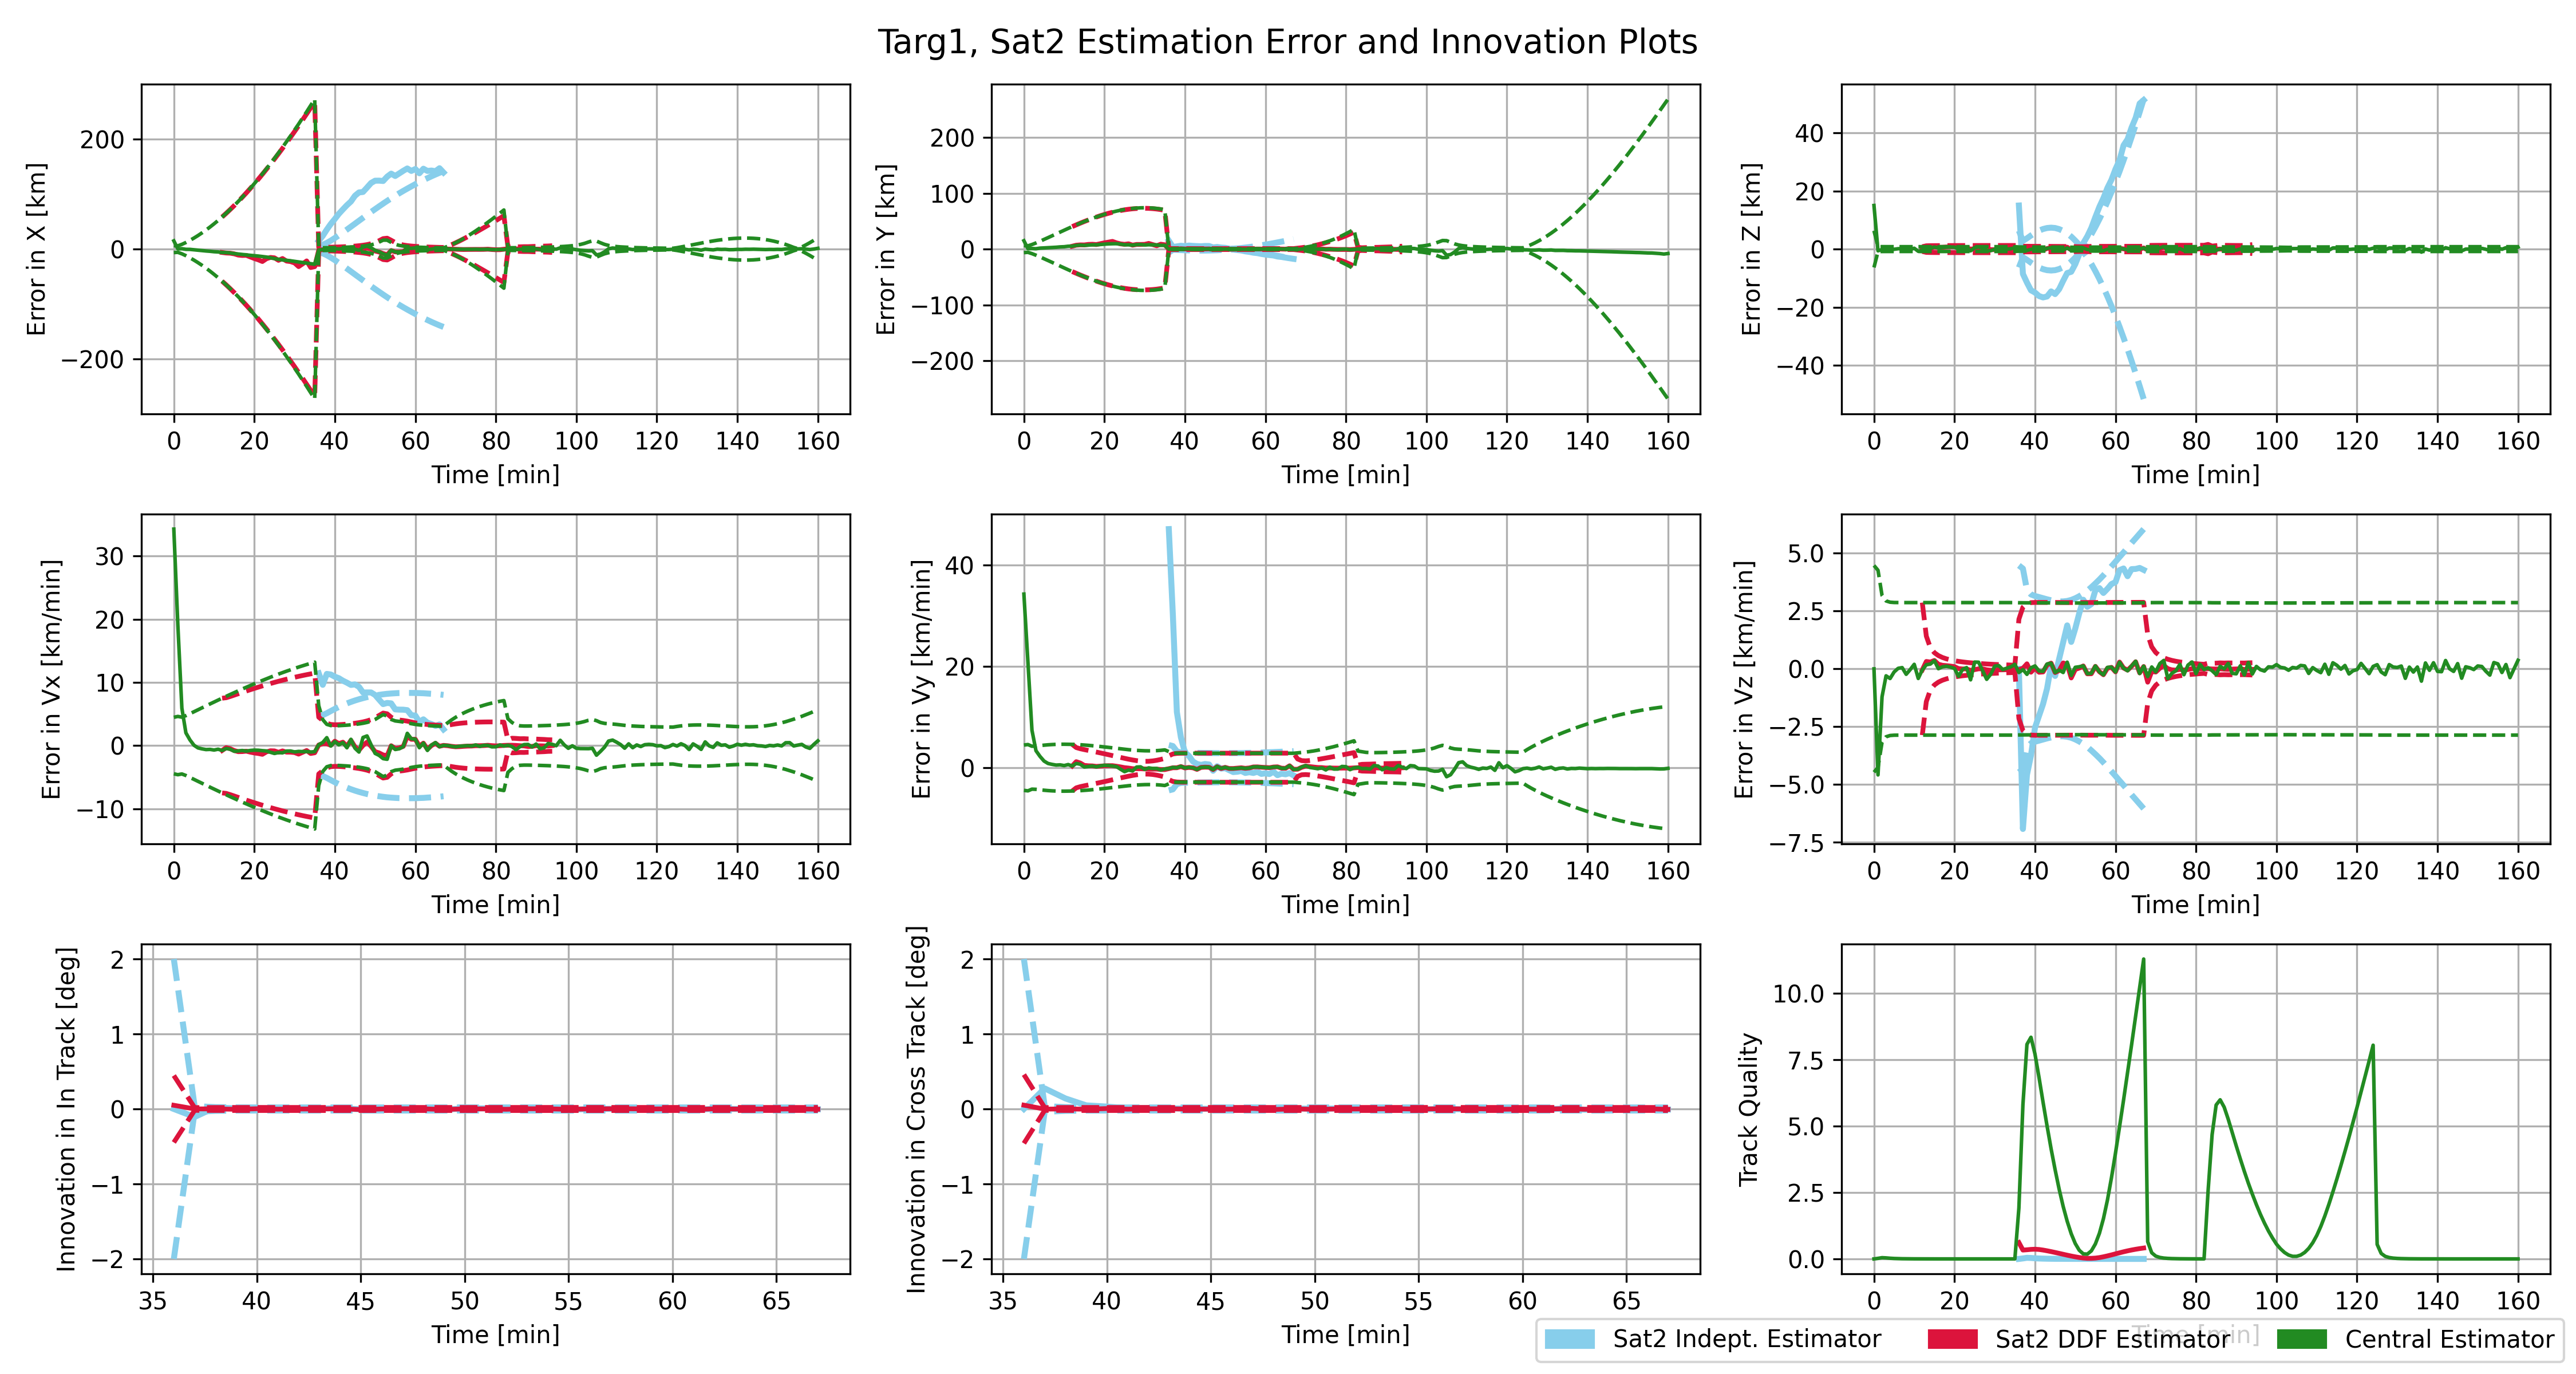 Targ1, Sat2 Estimation Error and Innovation Plots
Error in X [km]
200
0
−200
0 20 40 60 80 100 120 140 160
Time [min]
Error in Y [km]
200
100
0
−100
−200
0 20 40 60 80 100 120 140 160
Time [min]
Error in Z [km]
40
20
0
−20
−40
0 20 40 60 80 100 120 140 160
Time [min]
Error in Vx [km/min]
30
20
10
0
−10
0 20 40 60 80 100 120 140 160
Time [min]
Error in Vy [km/min]
40
20
0
0 20 40 60 80 100 120 140 160
Time [min]
Error in Vz [km/min]
5.0
2.5
0.0
−2.5
−5.0
−7.5
0 20 40 60 80 100 120 140 160
Time [min]
Innovation in In Track [deg]
2
1
0
−1
−2
35 40 45 50 55 60 65
Time [min]
Innovation in Cross Track [deg]
2
1
0
−1
−2
35 40 45 50 55 60 65
Time [min]
Track Quality
10.0
7.5
5.0
2.5
0.0
0 20 40 60 80 100 120 140 160
Time [min]
Sat2 Indept. Estimator Sat2 DDF Estimator Central Estimator